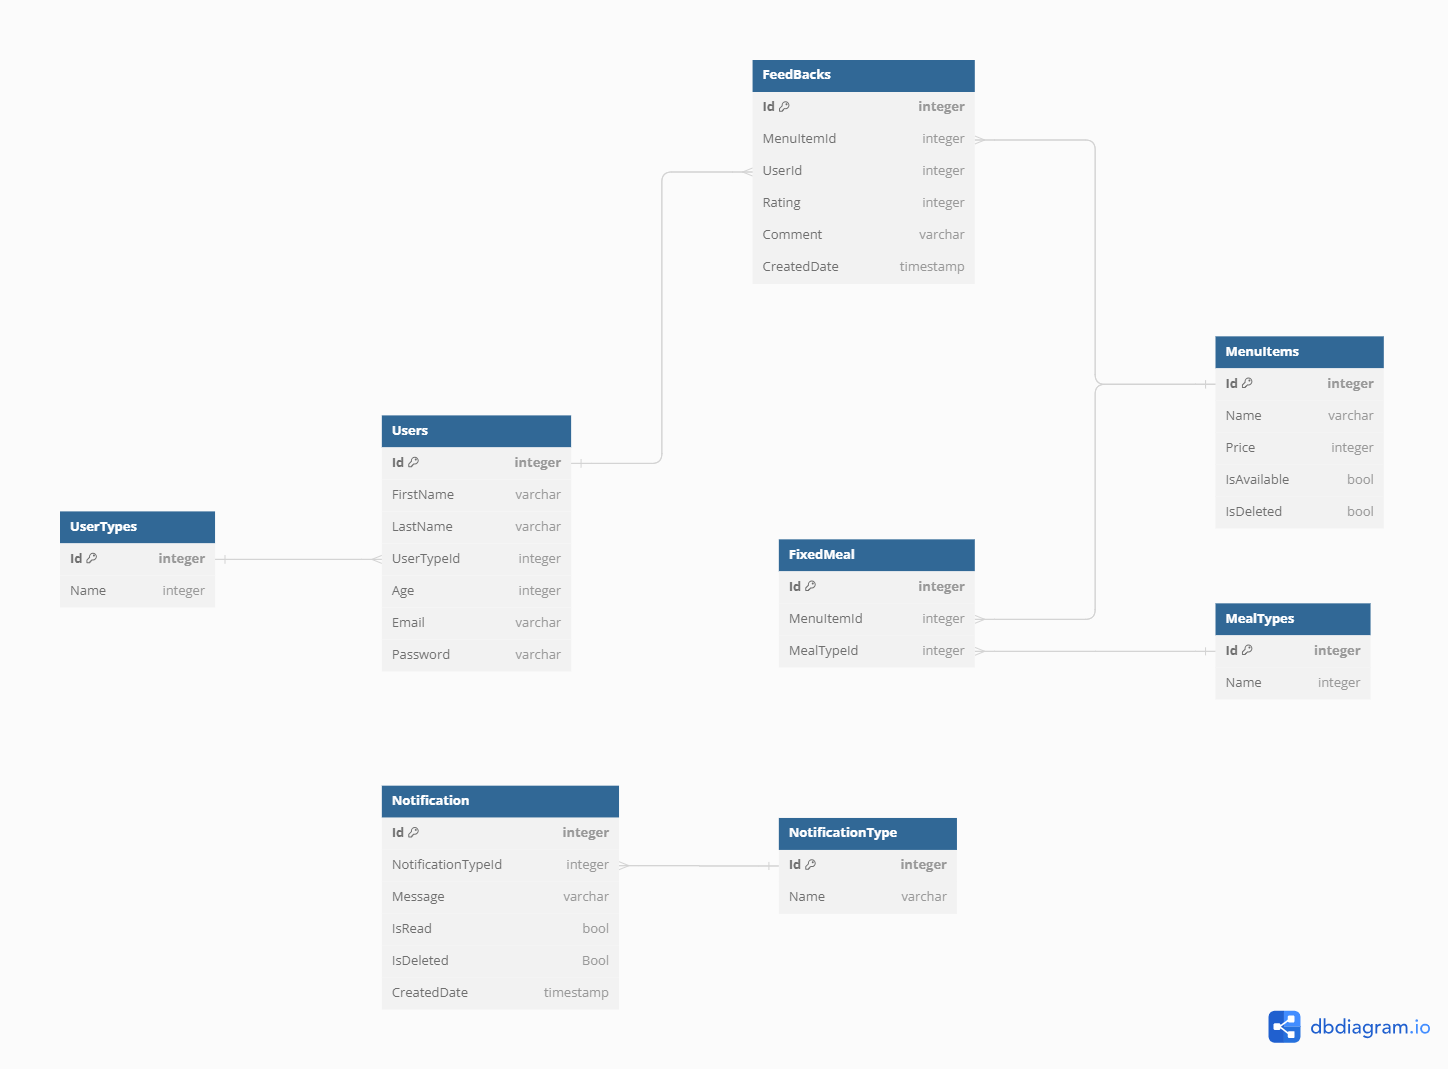 FeedBacks
Id integer
MenuItemId integer
UserId integer
Rating integer
Comment varchar
CreatedDate timestamp
MenuItems
Id integer
Name varchar
Price integer
IsAvailable bool
IsDeleted bool
Users
Id integer
FirstName varchar
LastName varchar
UserTypeId integer
Age integer
Email varchar
Password varchar
UserTypes
Id integer
Name integer
FixedMeal
Id integer
MenuItemId integer
MealTypeId integer
MealTypes
Id integer
Name integer
Notification
Id integer
NotificationTypeId integer
Message varchar
IsRead bool
IsDeleted Bool
CreatedDate timestamp
NotificationType
Id integer
Name varchar
dbdiagram.io